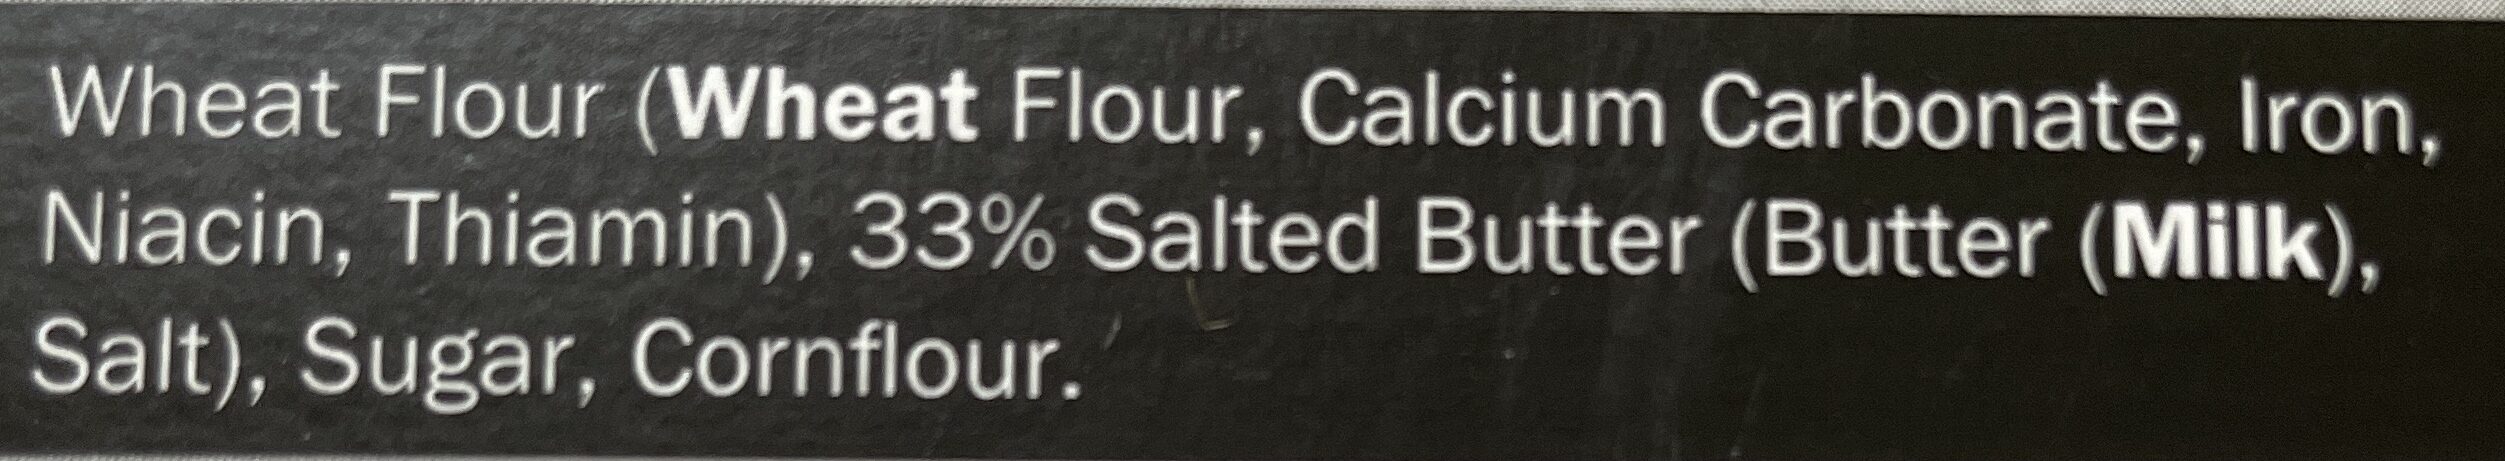 Wheat Flour (Wheat Flour, Calcium Carbonate, Iron,
Niacin, Thiamin), 33% Salted Butter (Butter (Milk),
Salt), Sugar, Cornflour.